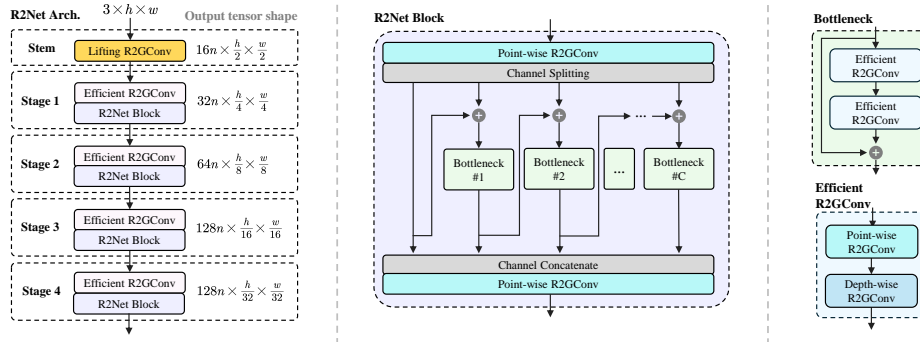 R2Net Arch.
3 × h × w
Output tensor shape
Stem
Lifting R2GConv
16n × h/2 × w/2
Stage 1
Efficient R2GConv
R2Net Block
32n × h/4 × w/4
Stage 2
Efficient R2GConv
R2Net Block
64n × h/8 × w/8
Stage 3
Efficient R2GConv
R2Net Block
128n × h/16 × w/16
Stage 4
Efficient R2GConv
R2Net Block
128n × h/32 × w/32
R2Net Block
Point-wise R2GConv
Channel Splitting
+ + ... +
Bottleneck
#1
Bottleneck
#2
...
Bottleneck
#C
Channel Concatenate
Point-wise R2GConv
Bottleneck
Efficient
R2GConv
Efficient
R2GConv
+
Efficient
R2GConv
Point-wise
R2GConv
Depth-wise
R2GConv